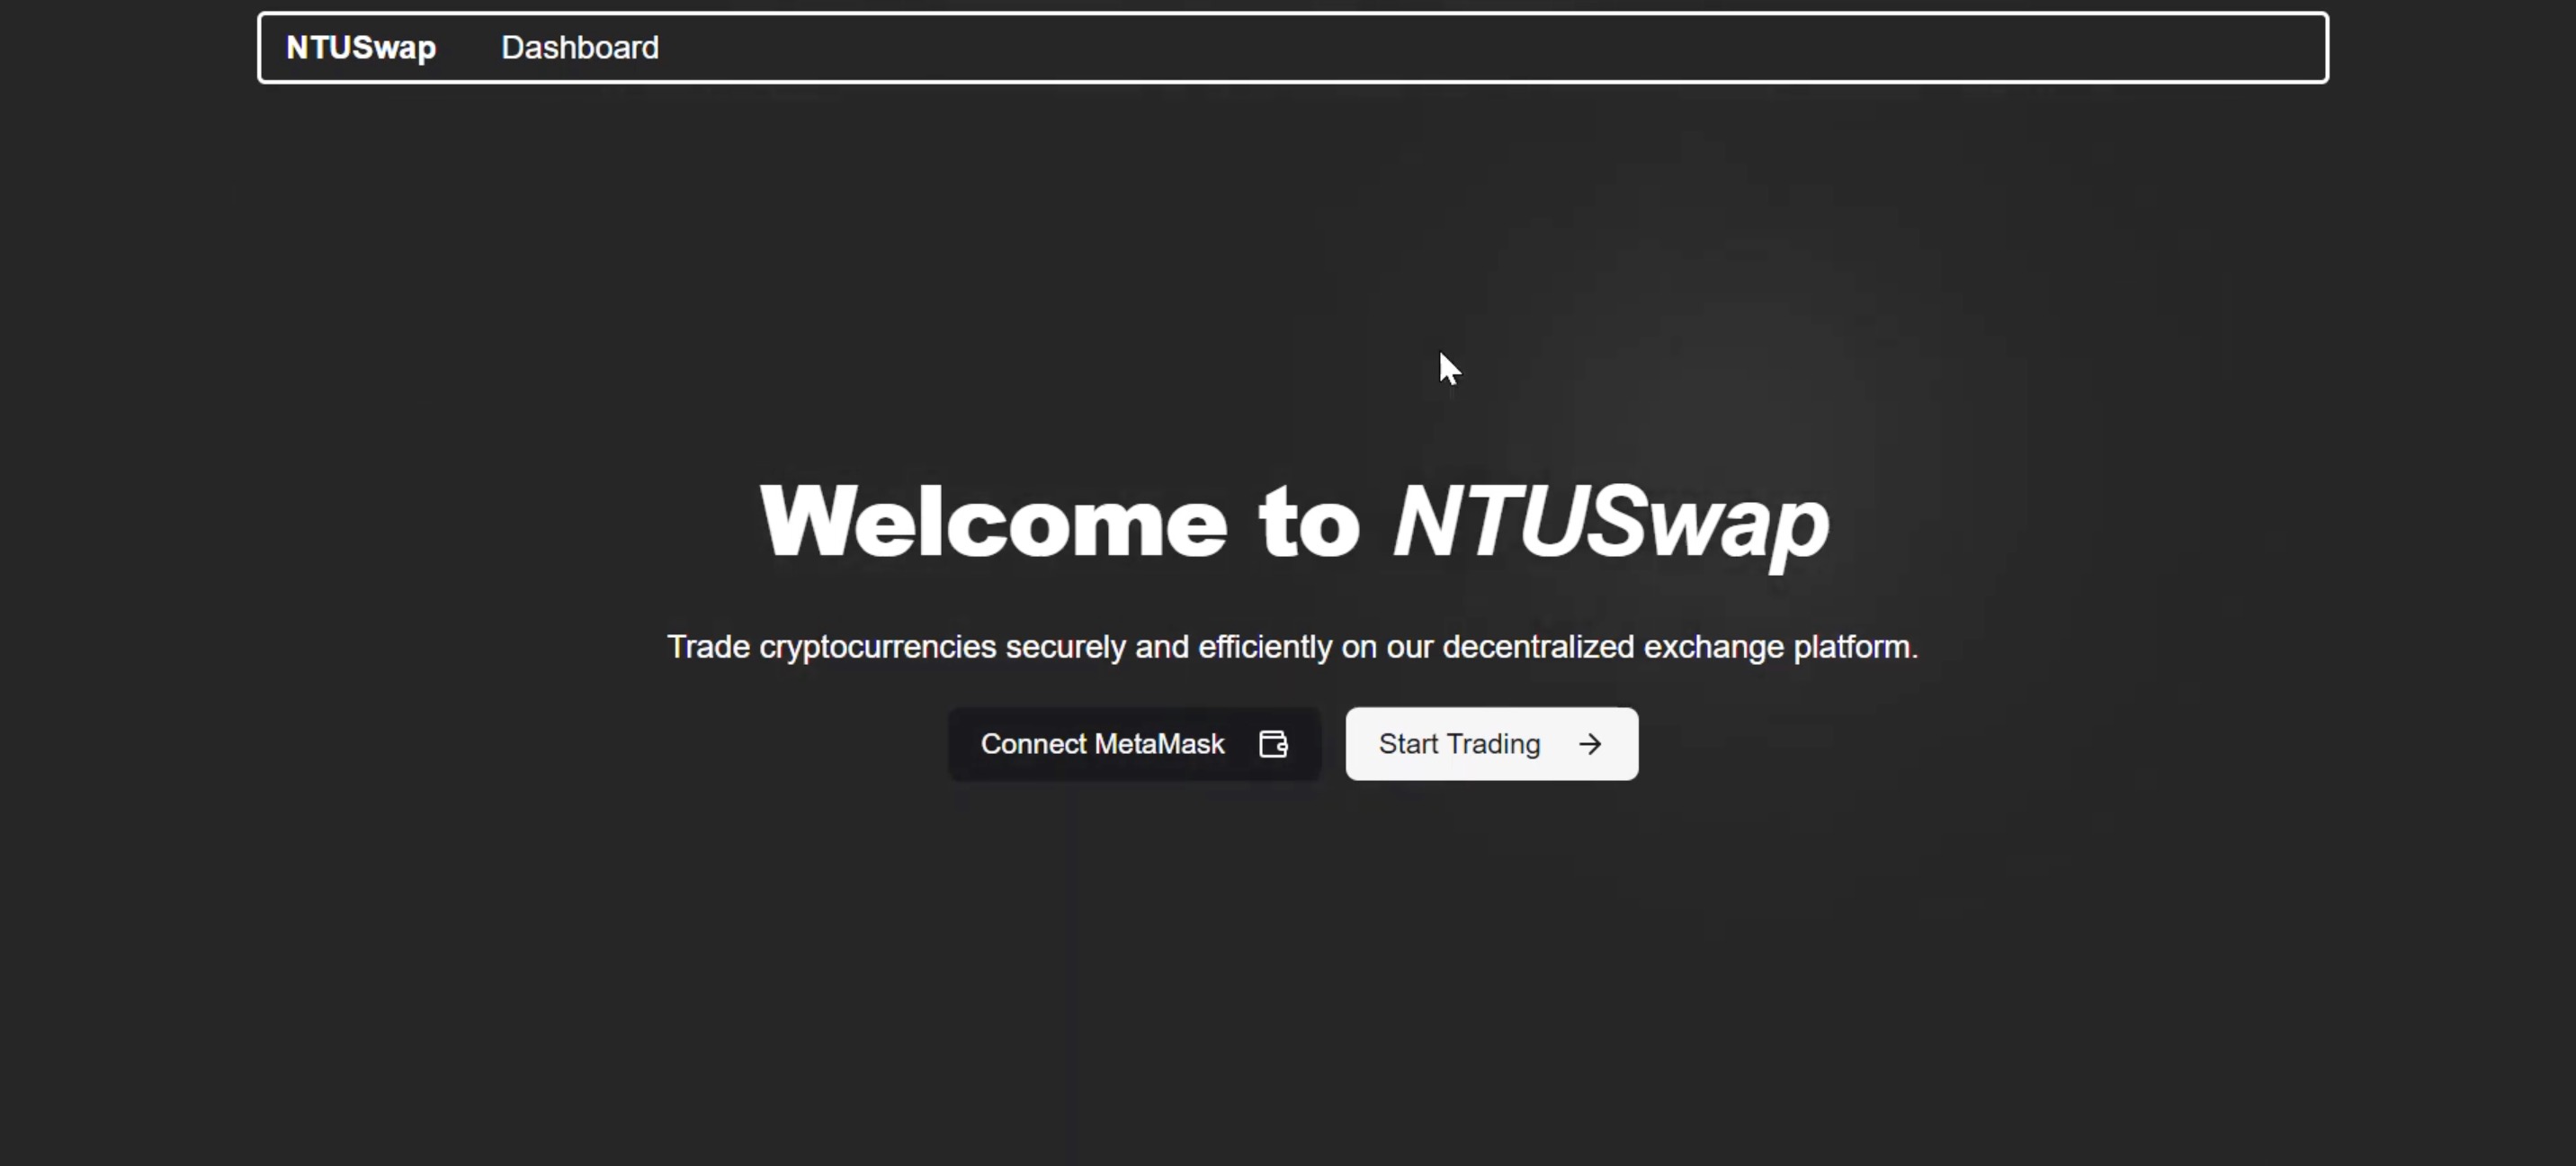 NTUSwap Dashboard
Welcome to NTUSwap
Trade cryptocurrencies securely and efficiently on our decentralized exchange platform.
Connect MetaMask Start Trading